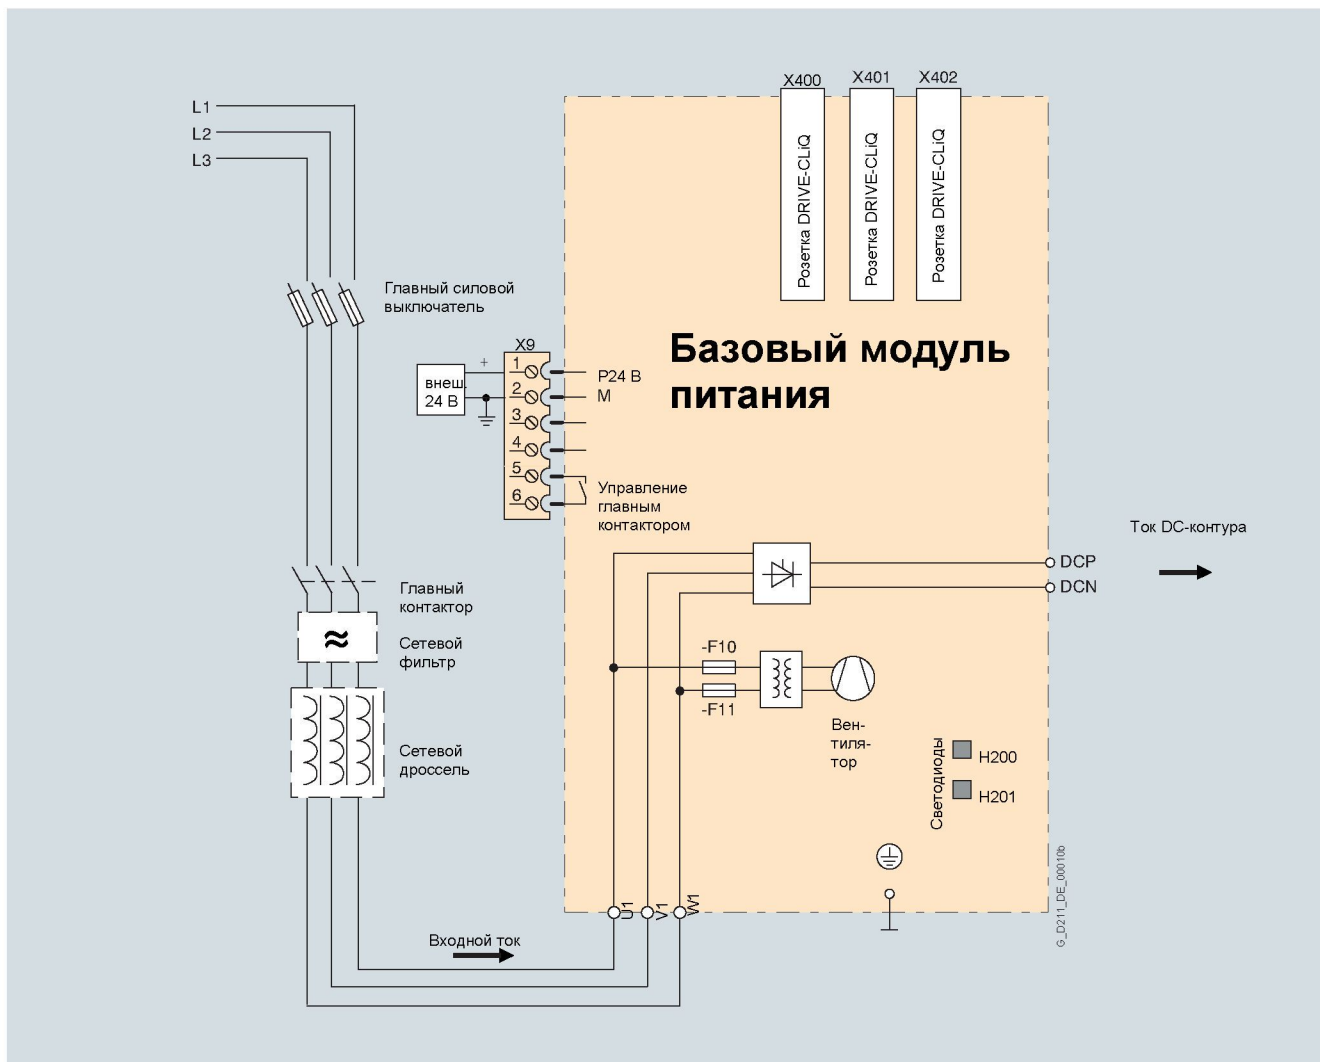 X400
X401
X402
L1
L2
L3
Розетка DRIVE-CLiQ
Розетка DRIVE-CLiQ
Розетка DRIVE-CLiQ
Главный силовой
выключатель
Базовый модуль
питания
X9
+
внеш.
24 В
1
2
3
4
5
6
P24 В
M
Управление
главным
контактором
Ток DC-контура
DCP
DCN
Главный
контактор
≈
Сетевой
фильтр
-F10
-F11
Вен-
тиля-
тор
Сетевой
дроссель
Светодиоды
H200
H201
U1
V1
W1
Входной ток
G_D211_DE_00010b